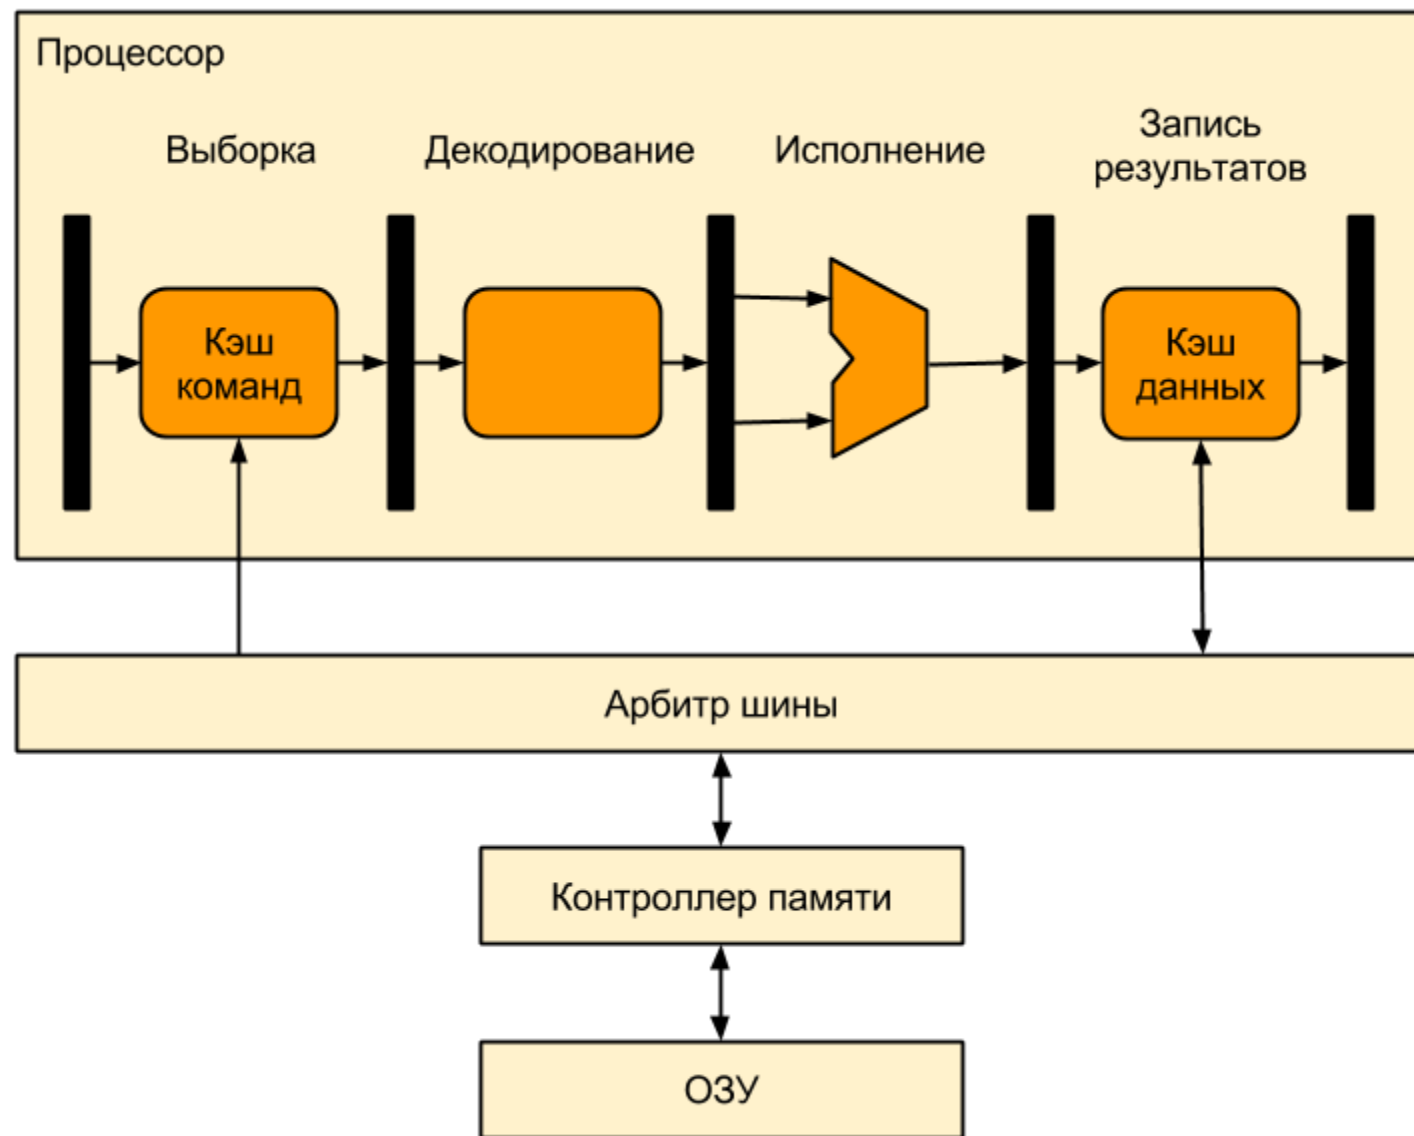 Процессор
Выборка
Декодирование
Исполнение
Запись
результатов
Кэш
команд
Кэш
данных
Арбитр шины
Контроллер памяти
ОЗУ